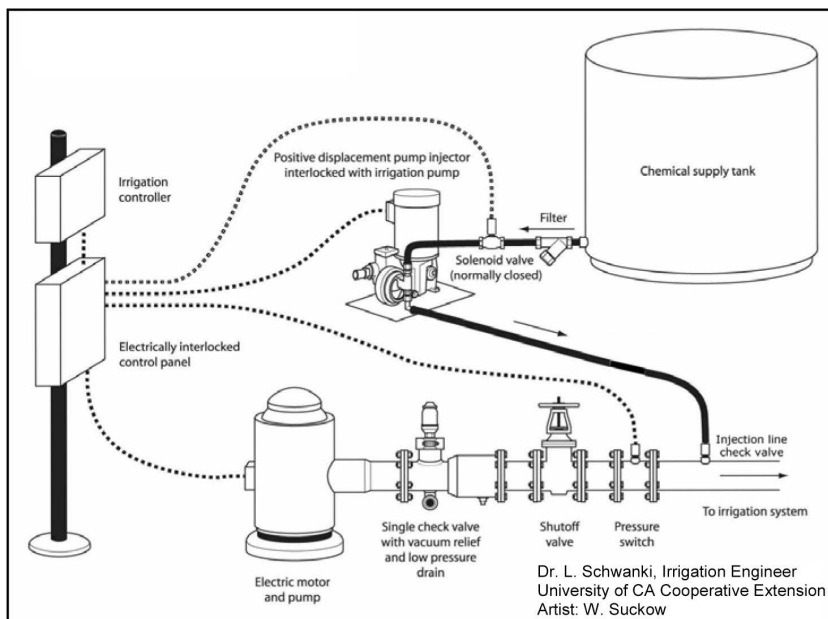 Positive displacement pump injector
interlocked with irrigation pump
Chemical supply tank
Irrigation
controller
Filter
Solenoid valve
(normally closed)
Electrically interlocked
control panel
Injection line
check valve
To irrigation system
Single check valve
with vacuum relief
and low pressure
drain
Shutoff
valve
Pressure
switch
Electric motor
and pump
Dr. L. Schwanki, Irrigation Engineer
University of CA Cooperative Extension
Artist: W. Suckow